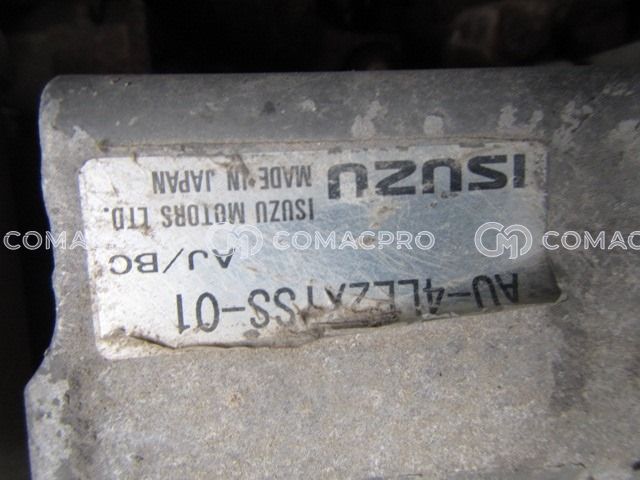 AJ/BC
ISUZU MOTORS LTD.
ISUZU MADE IN JAPAN
COMACPRO